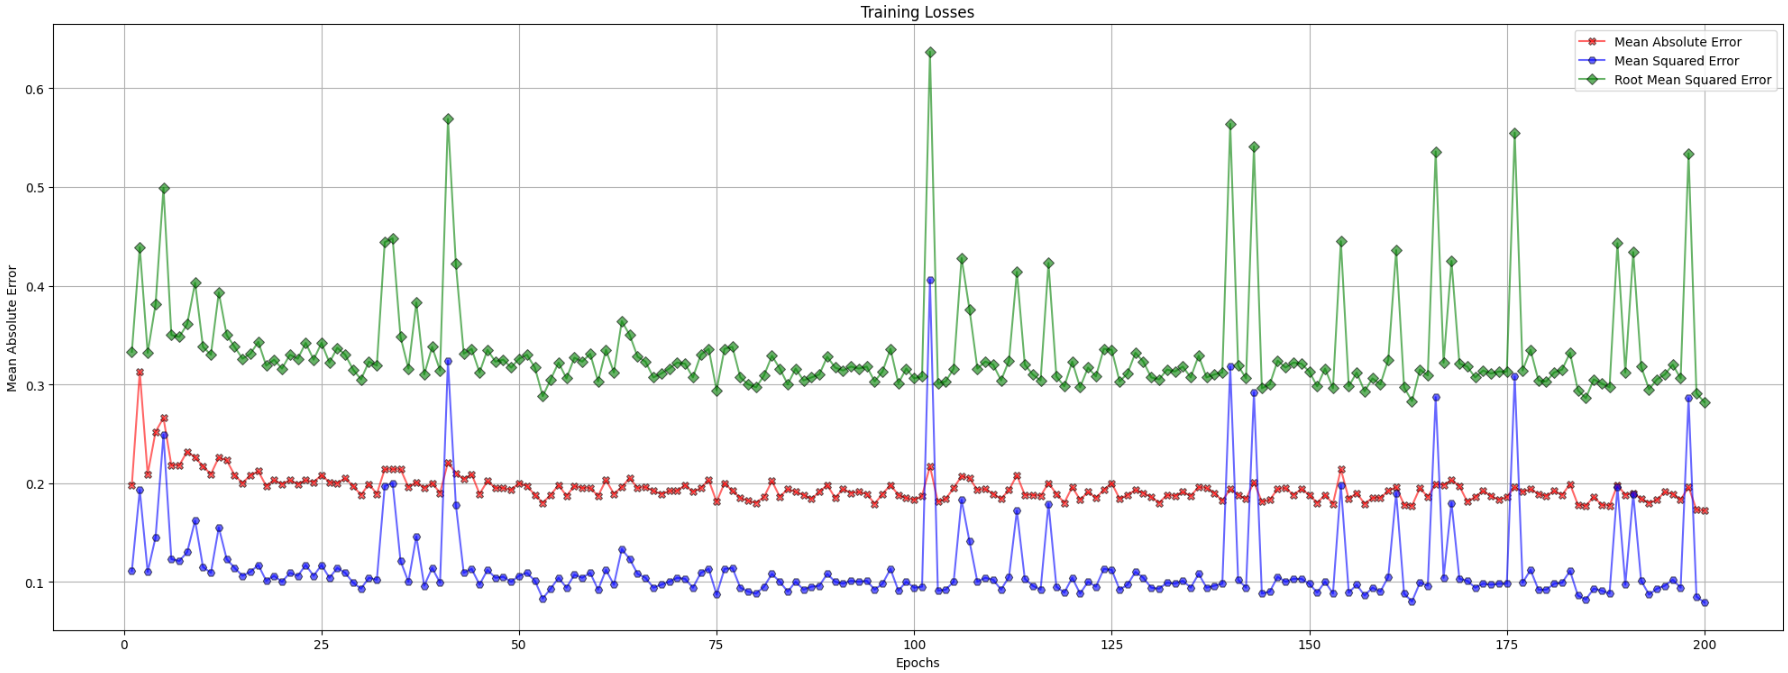 Training Losses
Mean Absolute Error
Mean Squared Error
Root Mean Squared Error
Mean Absolute Error
0.6
0.5
0.4
0.3
0.2
0.1
0 25 50 75 100 125 150 175 200
Epochs